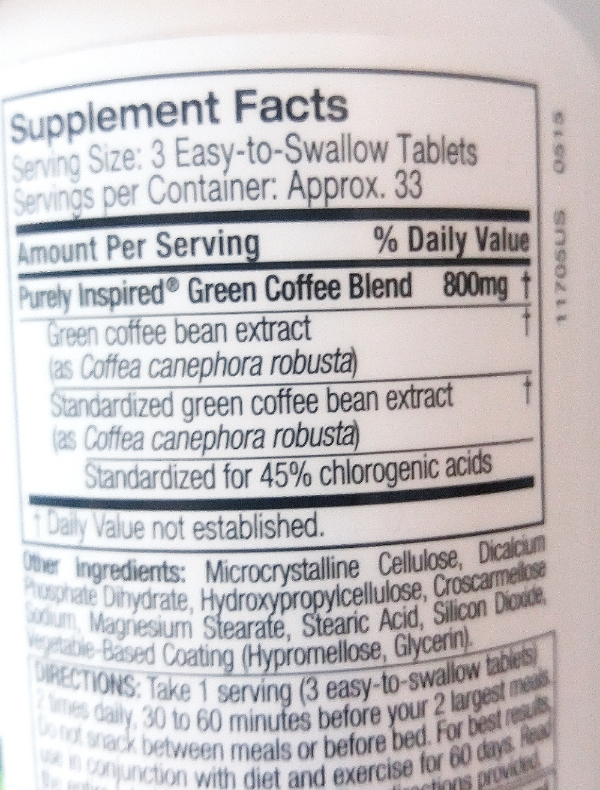 Supplement Facts
Serving Size: 3 Easy-to-Swallow Tablets
Servings per Container: Approx. 33
Amount Per Serving % Daily Value
Purely Inspired® Green Coffee Blend 800mg †
Green coffee bean extract †
(as Coffea canephora robusta)
Standardized green coffee bean extract †
(as Coffea canephora robusta)
Standardized for 45% chlorogenic acids
† Daily Value not established.
Other Ingredients: Microcrystalline Cellulose, Dicalcium
Phosphate Dihydrate, Hydroxypropylcellulose, Croscarmellose
Sodium, Magnesium Stearate, Stearic Acid, Silicon Dioxide,
Vegetable-Based Coating (Hypromellose, Glycerin).
DIRECTIONS: Take 1 serving (3 easy-to-swallow tablets)
2 times daily, 30 to 60 minutes before your 2 largest meals.
Do not snack between meals or before bed. For best results,
use in conjunction with diet and exercise for 60 days. Read
the directions provided.
11705US 0515